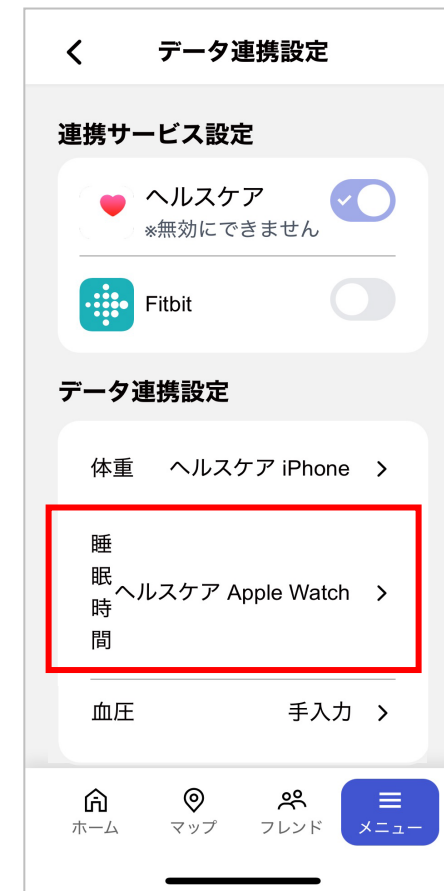 データ連携設定
連携サービス設定
ヘルスケア
※無効にできません
Fitbit
データ連携設定
体重 ヘルスケア iPhone
睡眠時間 ヘルスケア Apple Watch
血圧 手入力
ホーム マップ フレンド メニュー